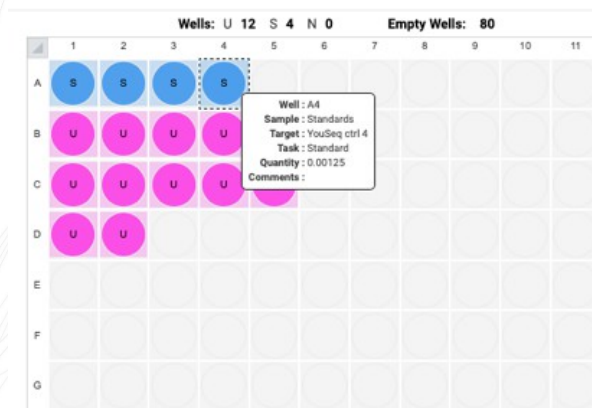 Wells: U 12 S 4 N 0 Empty Wells: 80
1 2 3 4 5 6 7 8 9 10 11
A S S S S
Well : A4
Sample : Standards
Target : YouSeq ctrl 4
Task : Standard
Quantity : 0.00125
Comments :
B U U U U
C U U U U
D U U
E
F
G